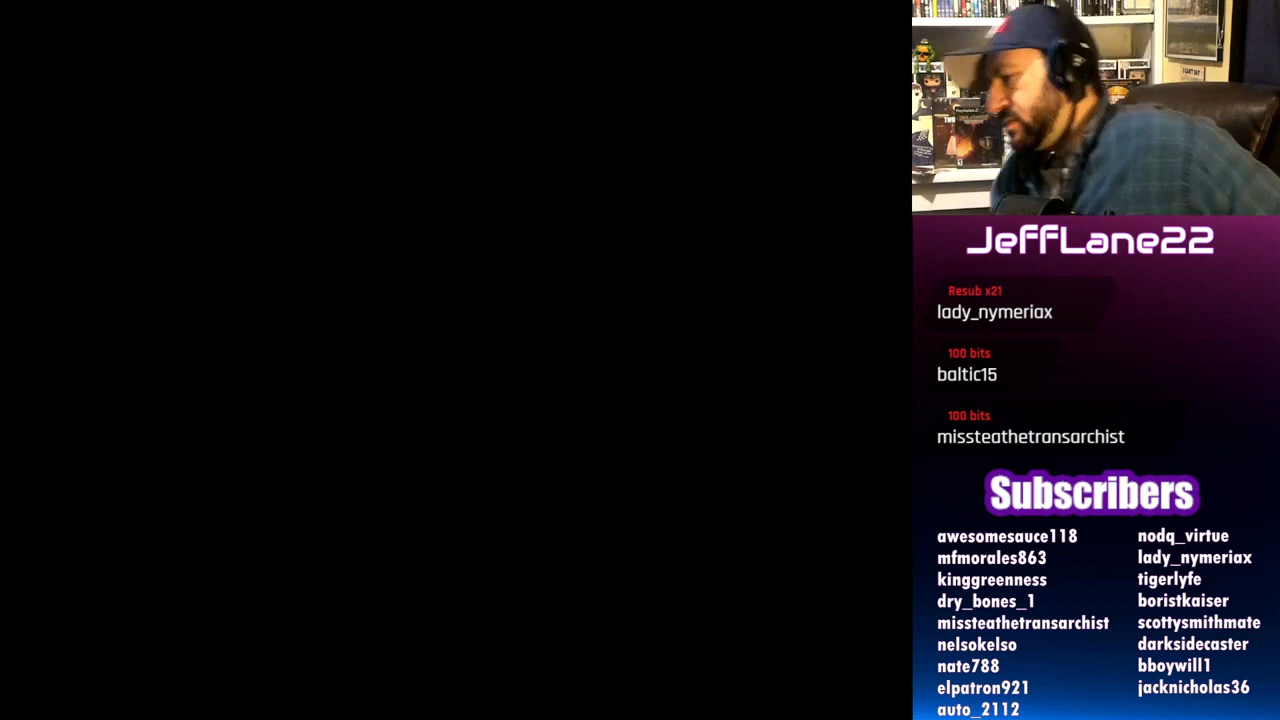 JeffLane22
Resub x21
lady_nymeriax
100 bits
baltic15
100 bits
missteathetransarchist
Subscribers
awesomesauce118
mfmorales863
kinggreenness
dry_bones_1
missteathetransarchist
nelsokelso
nate788
elpatron921
auto_2112
nodq_virtue
lady_nymeriax
tigerlyfe
boristkaiser
scottysmithmate
darksidecaster
bboywill1
jacknicholas36